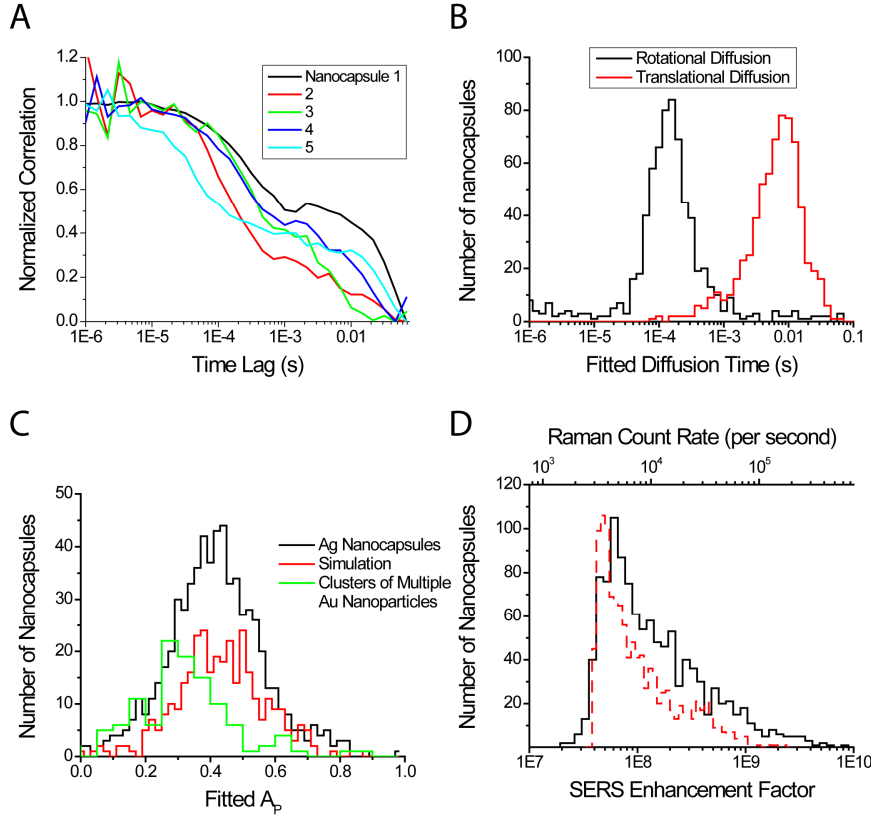 A
1.2
1.0
0.8
0.6
0.4
0.2
0.0
Normalized Correlation
1E-6
1E-5
1E-4
1E-3
0.01
Time Lag (s)
Nanocapsule 1
2
3
4
5
B
100
80
60
40
20
0
Number of nanocapsules
1E-6
1E-5
1E-4
1E-3
0.01
0.1
Fitted Diffusion Time (s)
Rotational Diffusion
Translational Diffusion
C
50
40
30
20
10
0
Number of Nanocapsules
0.0
0.2
0.4
0.6
0.8
1.0
Fitted A_P
Ag Nanocapsules
Simulation
Clusters of Multiple
Au Nanoparticles
D
Raman Count Rate (per second)
10^3
10^4
10^5
120
100
80
60
40
20
Number of Nanocapsules
1E7
1E8
1E9
1E10
SERS Enhancement Factor